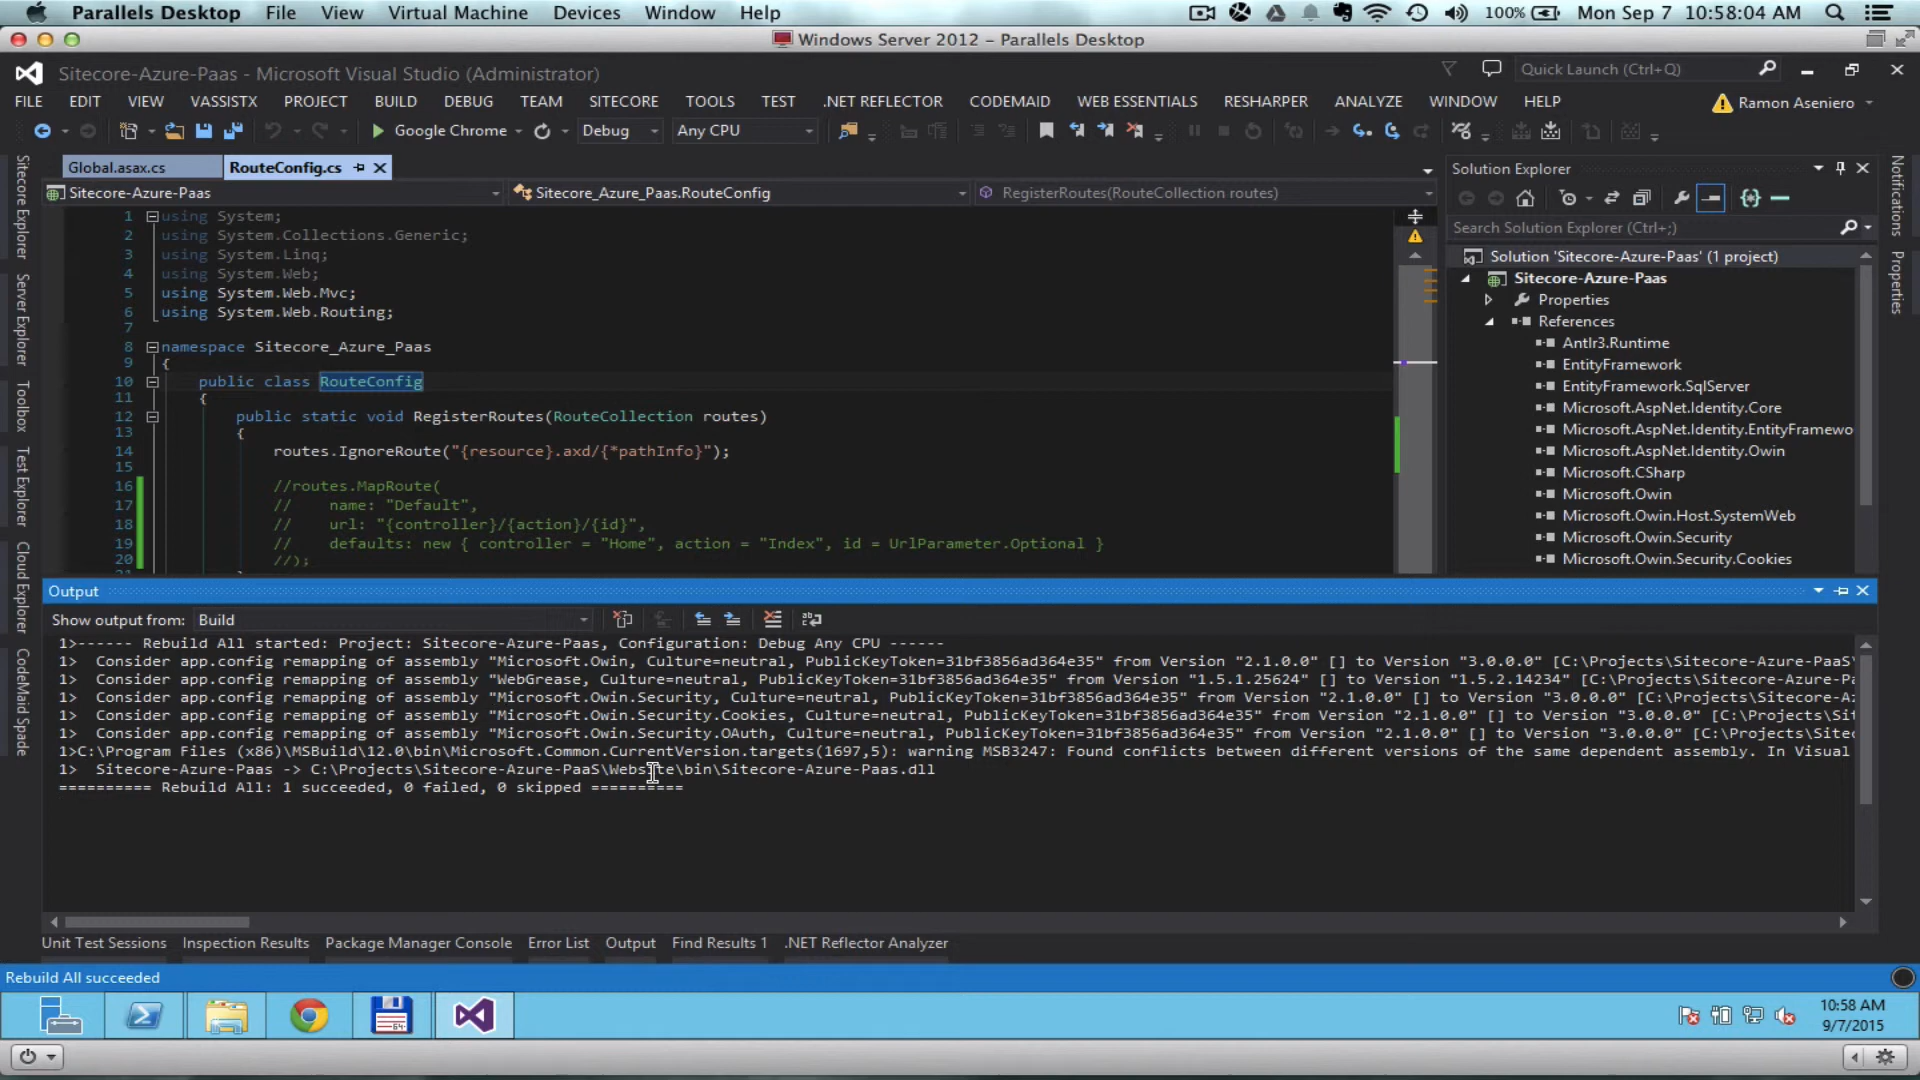 Parallels Desktop File View Virtual Machine Devices Window Help 100% Mon Sep 7 10:58:04 AM
Windows Server 2012 – Parallels Desktop
Sitecore-Azure-Paas - Microsoft Visual Studio (Administrator) Quick Launch (Ctrl+Q)
FILE EDIT VIEW VASSISTX PROJECT BUILD DEBUG TEAM SITECORE TOOLS TEST .NET REFLECTOR CODEMAID WEB ESSENTIALS RESHARPER ANALYZE WINDOW HELP Ramon Aseniero
Google Chrome Debug Any CPU
Global.asax.cs RouteConfig.cs
Sitecore-Azure-Paas Sitecore_Azure_Paas.RouteConfig RegisterRoutes(RouteCollection routes)
1 using System;
2 using System.Collections.Generic;
3 using System.Linq;
4 using System.Web;
5 using System.Web.Mvc;
6 using System.Web.Routing;
7
8 namespace Sitecore_Azure_Paas
9 {
10 public class RouteConfig
11 {
12 public static void RegisterRoutes(RouteCollection routes)
13 {
14 routes.IgnoreRoute("{resource}.axd/{*pathInfo}");
15
16 //routes.MapRoute(
17 // name: "Default",
18 // url: "{controller}/{action}/{id}",
19 // defaults: new { controller = "Home", action = "Index", id = UrlParameter.Optional }
20 //);
Solution Explorer
Search Solution Explorer (Ctrl+;)
Solution 'Sitecore-Azure-Paas' (1 project)
Sitecore-Azure-Paas
Properties
References
Antlr3.Runtime
EntityFramework
EntityFramework.SqlServer
Microsoft.AspNet.Identity.Core
Microsoft.AspNet.Identity.EntityFramewo
Microsoft.AspNet.Identity.Owin
Microsoft.CSharp
Microsoft.Owin
Microsoft.Owin.Host.SystemWeb
Microsoft.Owin.Security
Microsoft.Owin.Security.Cookies
Sitecore Explorer
Server Explorer
Toolbox
Test Explorer
Cloud Explorer
CodeMaid Spade
Notifications
Properties
Output
Show output from: Build
1>------ Rebuild All started: Project: Sitecore-Azure-Paas, Configuration: Debug Any CPU ------
1> Consider app.config remapping of assembly "Microsoft.Owin, Culture=neutral, PublicKeyToken=31bf3856ad364e35" from Version "2.1.0.0" [] to Version "3.0.0.0" [C:\Projects\Sitecore-Azure-PaaS\
1> Consider app.config remapping of assembly "WebGrease, Culture=neutral, PublicKeyToken=31bf3856ad364e35" from Version "1.5.1.25624" [] to Version "1.5.2.14234" [C:\Projects\Sitecore-Azure-Pa
1> Consider app.config remapping of assembly "Microsoft.Owin.Security, Culture=neutral, PublicKeyToken=31bf3856ad364e35" from Version "2.1.0.0" [] to Version "3.0.0.0" [C:\Projects\Sitecore-Az
1> Consider app.config remapping of assembly "Microsoft.Owin.Security.Cookies, Culture=neutral, PublicKeyToken=31bf3856ad364e35" from Version "2.1.0.0" [] to Version "3.0.0.0" [C:\Projects\Sit
1> Consider app.config remapping of assembly "Microsoft.Owin.Security.OAuth, Culture=neutral, PublicKeyToken=31bf3856ad364e35" from Version "2.1.0.0" [] to Version "3.0.0.0" [C:\Projects\Sitec
1>C:\Program Files (x86)\MSBuild\12.0\bin\Microsoft.Common.CurrentVersion.targets(1697,5): warning MSB3247: Found conflicts between different versions of the same dependent assembly. In Visual
1> Sitecore-Azure-Paas -> C:\Projects\Sitecore-Azure-PaaS\Website\bin\Sitecore-Azure-Paas.dll
========== Rebuild All: 1 succeeded, 0 failed, 0 skipped ==========
Unit Test Sessions Inspection Results Package Manager Console Error List Output Find Results 1 .NET Reflector Analyzer
Rebuild All succeeded
10:58 AM
9/7/2015